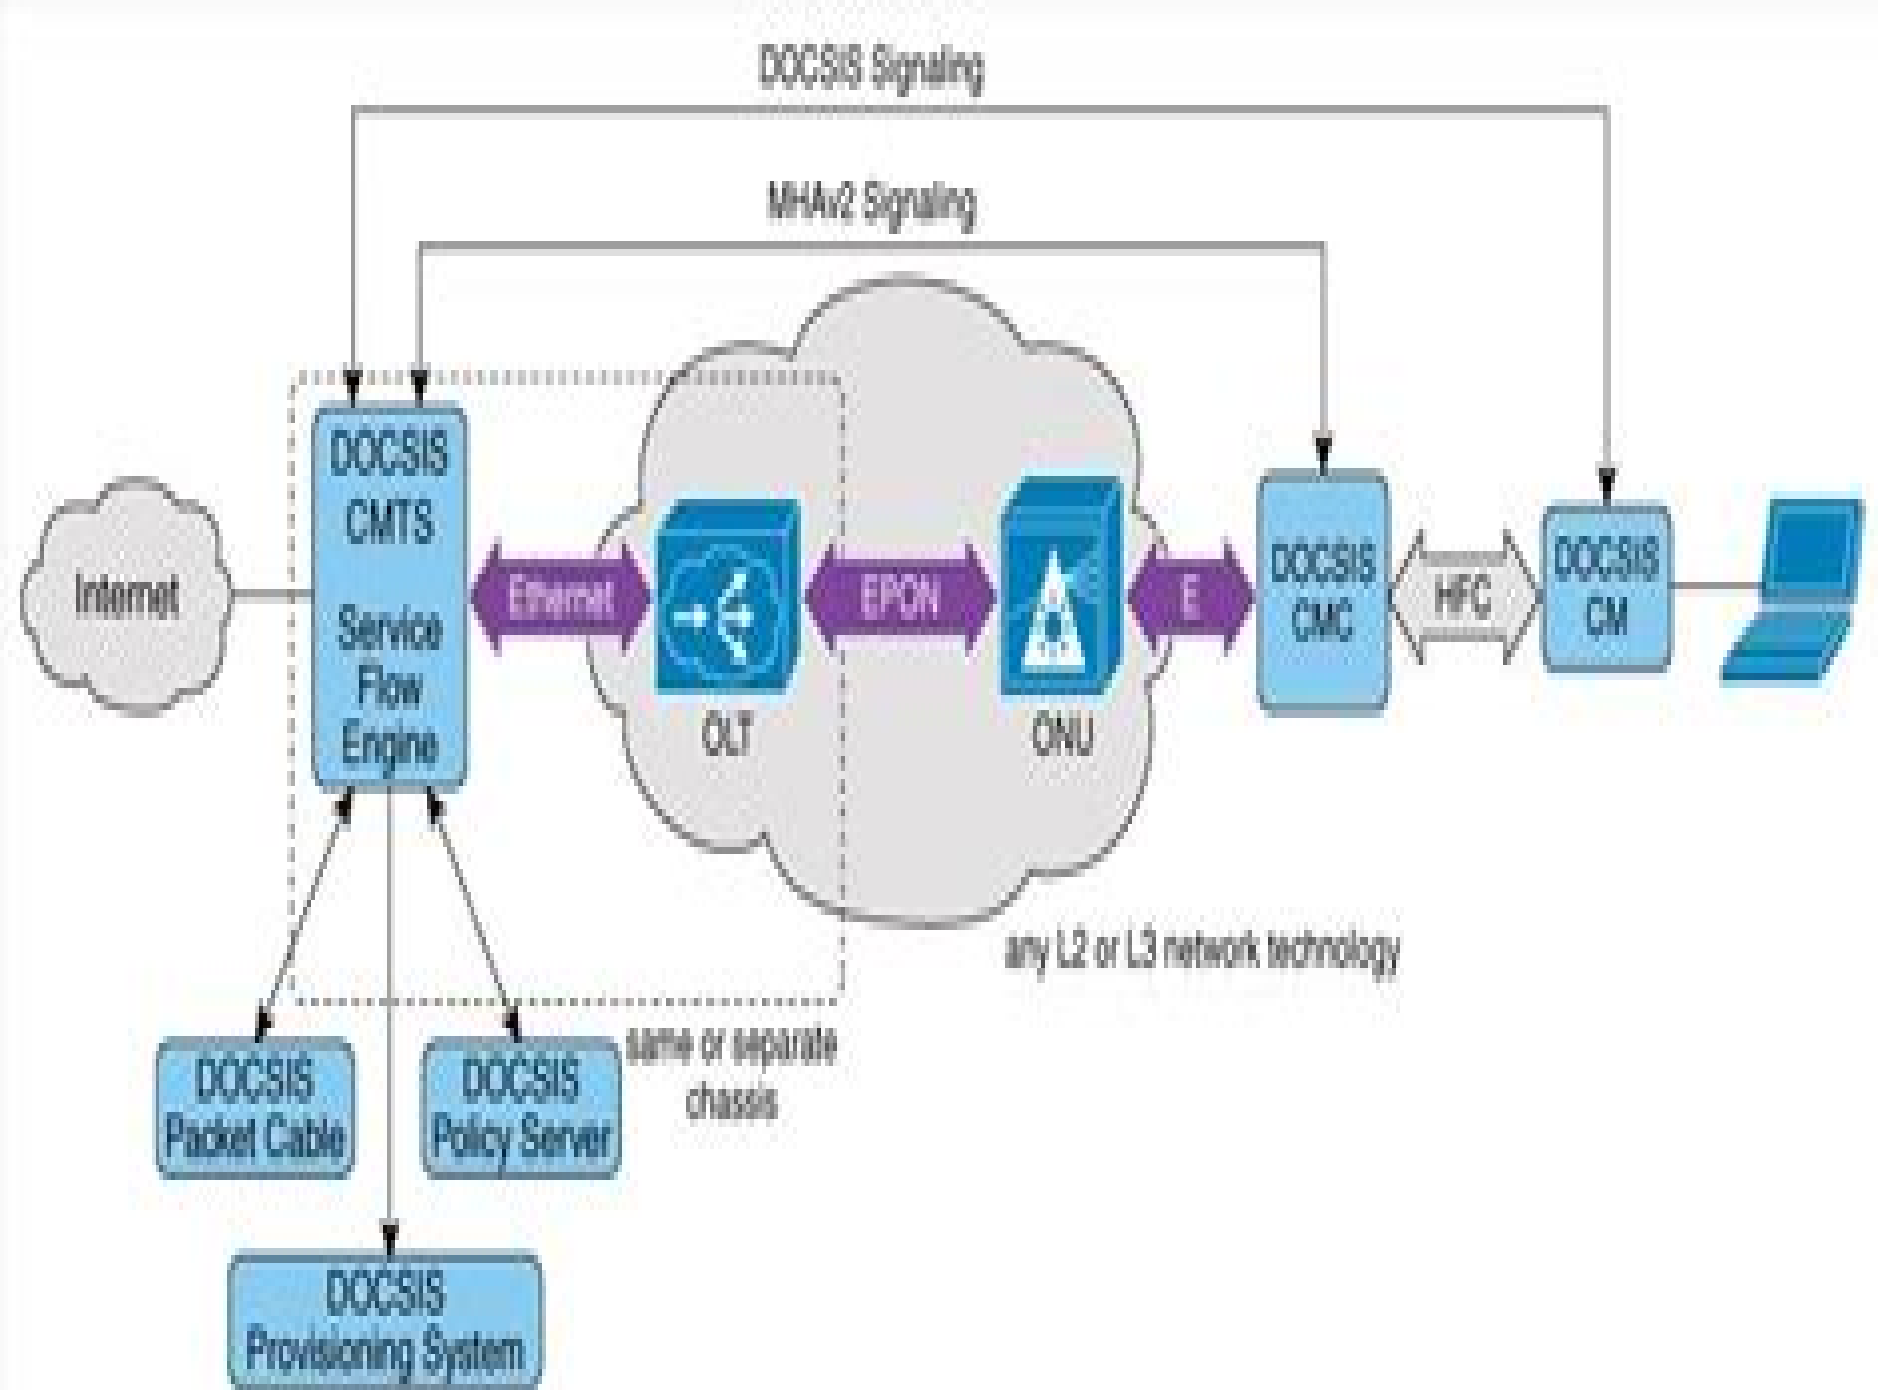 DOCSIS Signaling
MHAv2 Signaling
Internet
DOCSIS
CMTS
Service
Flow
Engine
Ethernet
OLT
EPON
ONU
E
DOCSIS
CMC
HFC
DOCSIS
CM
any L2 or L3 network technology
same or separate
chassis
DOCSIS
Packet Cable
DOCSIS
Policy Server
DOCSIS
Provisioning System